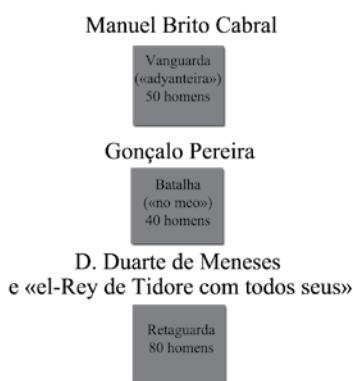 Manuel Brito Cabral
Vanguarda
(«adyanteira»)
50 homens
Gonçalo Pereira
Batalha
(«no meo»)
40 homens
D. Duarte de Meneses
e «el-Rey de Tidore com todos seus»
Retaguarda
80 homens